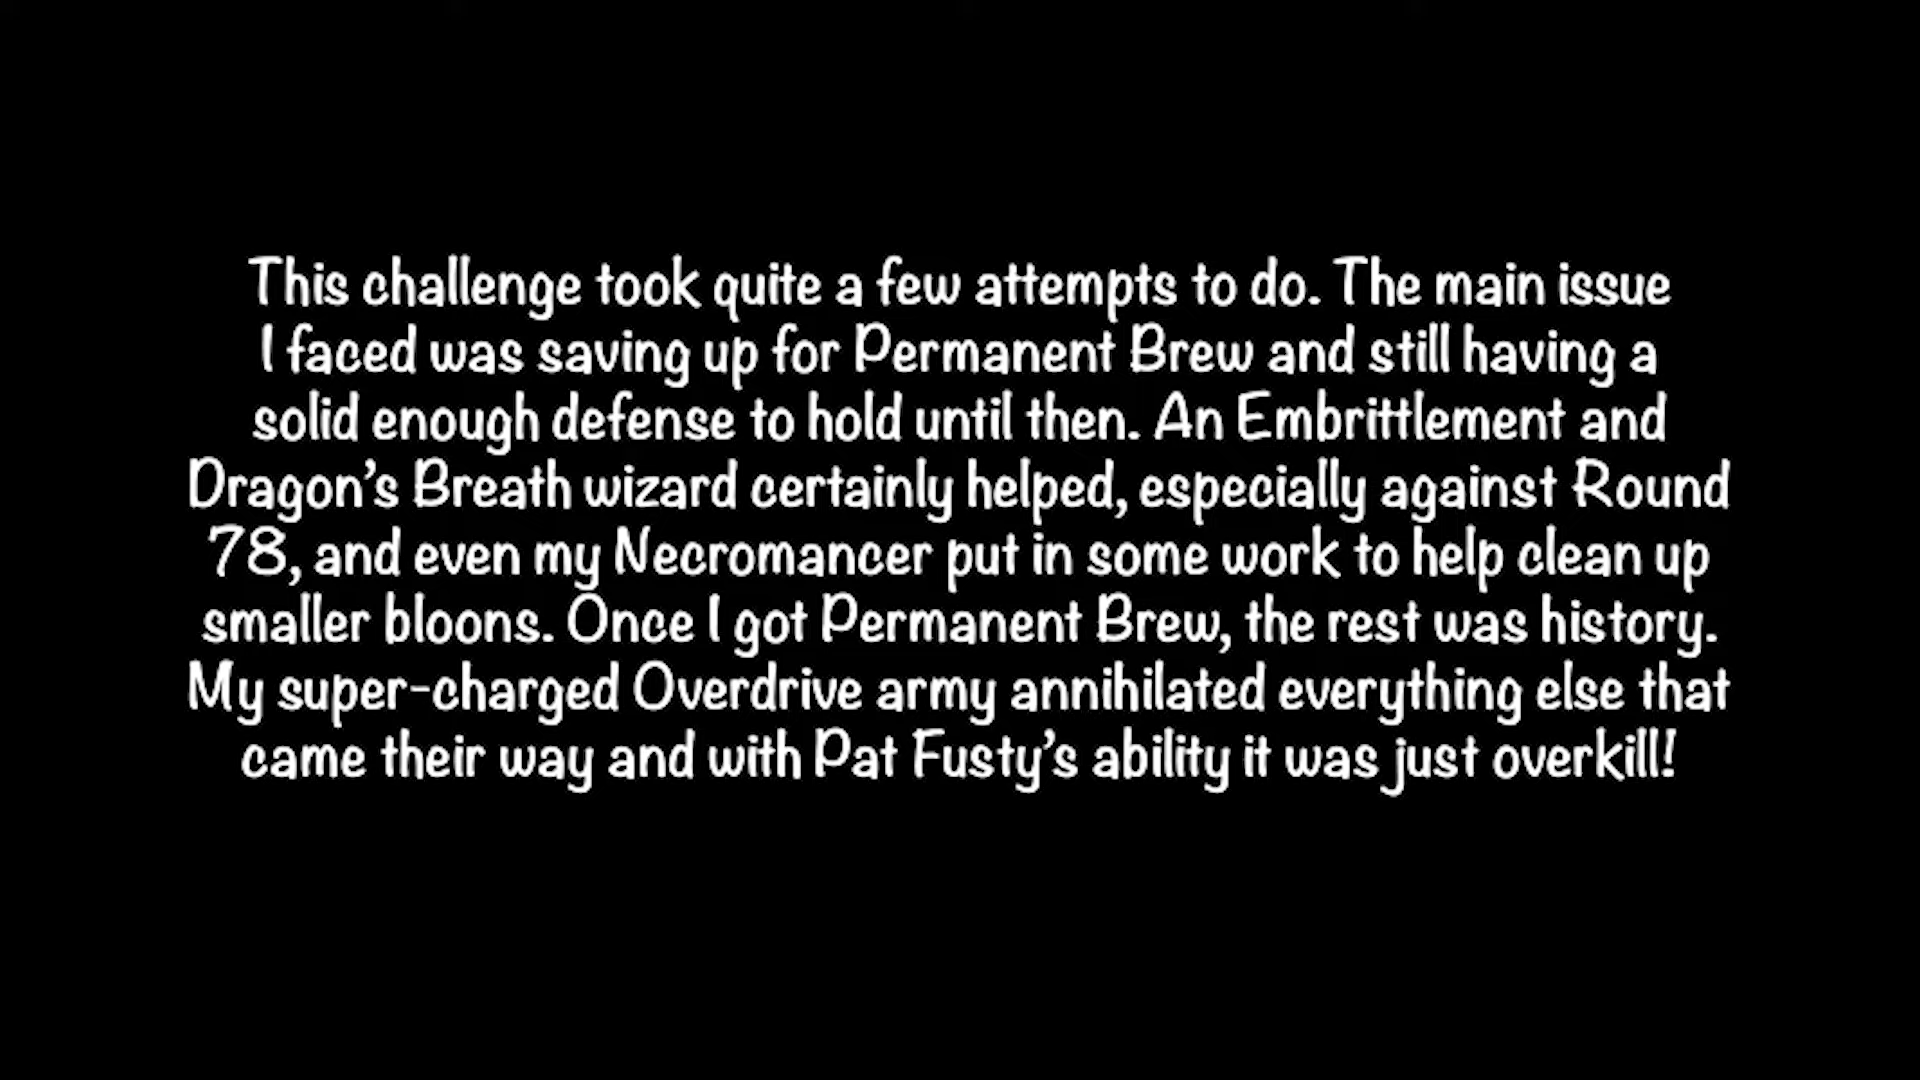 This challenge took quite a few attempts to do. The main issue
I faced was saving up for Permanent Brew and still having a
solid enough defense to hold until then. An Embrittlement and
Dragon’s Breath wizard certainly helped, especially against Round
78, and even my Necromancer put in some work to help clean up
smaller bloons. Once I got Permanent Brew, the rest was history.
My super-charged Overdrive army annihilated everything else that
came their way and with Pat Fusty’s ability it was just overkill!